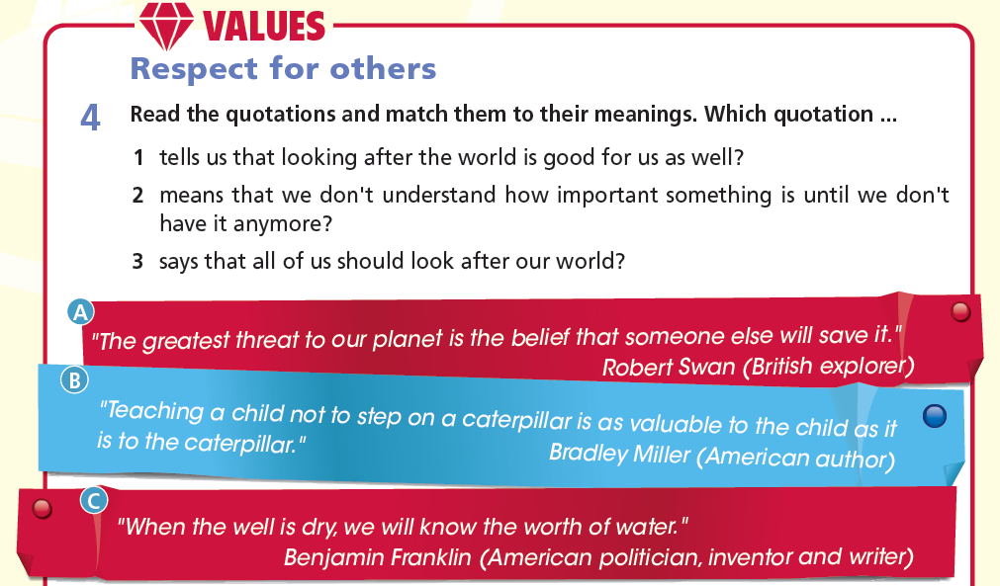 VALUES
Respect for others
4 Read the quotations and match them to their meanings. Which quotation ...
1 tells us that looking after the world is good for us as well?
2 means that we don't understand how important something is until we don't
have it anymore?
3 says that all of us should look after our world?
A
"The greatest threat to our planet is the belief that someone else will save it."
Robert Swan (British explorer)
B
"Teaching a child not to step on a caterpillar is as valuable to the child as it
is to the caterpillar." Bradley Miller (American author)
C
"When the well is dry, we will know the worth of water."
Benjamin Franklin (American politician, inventor and writer)